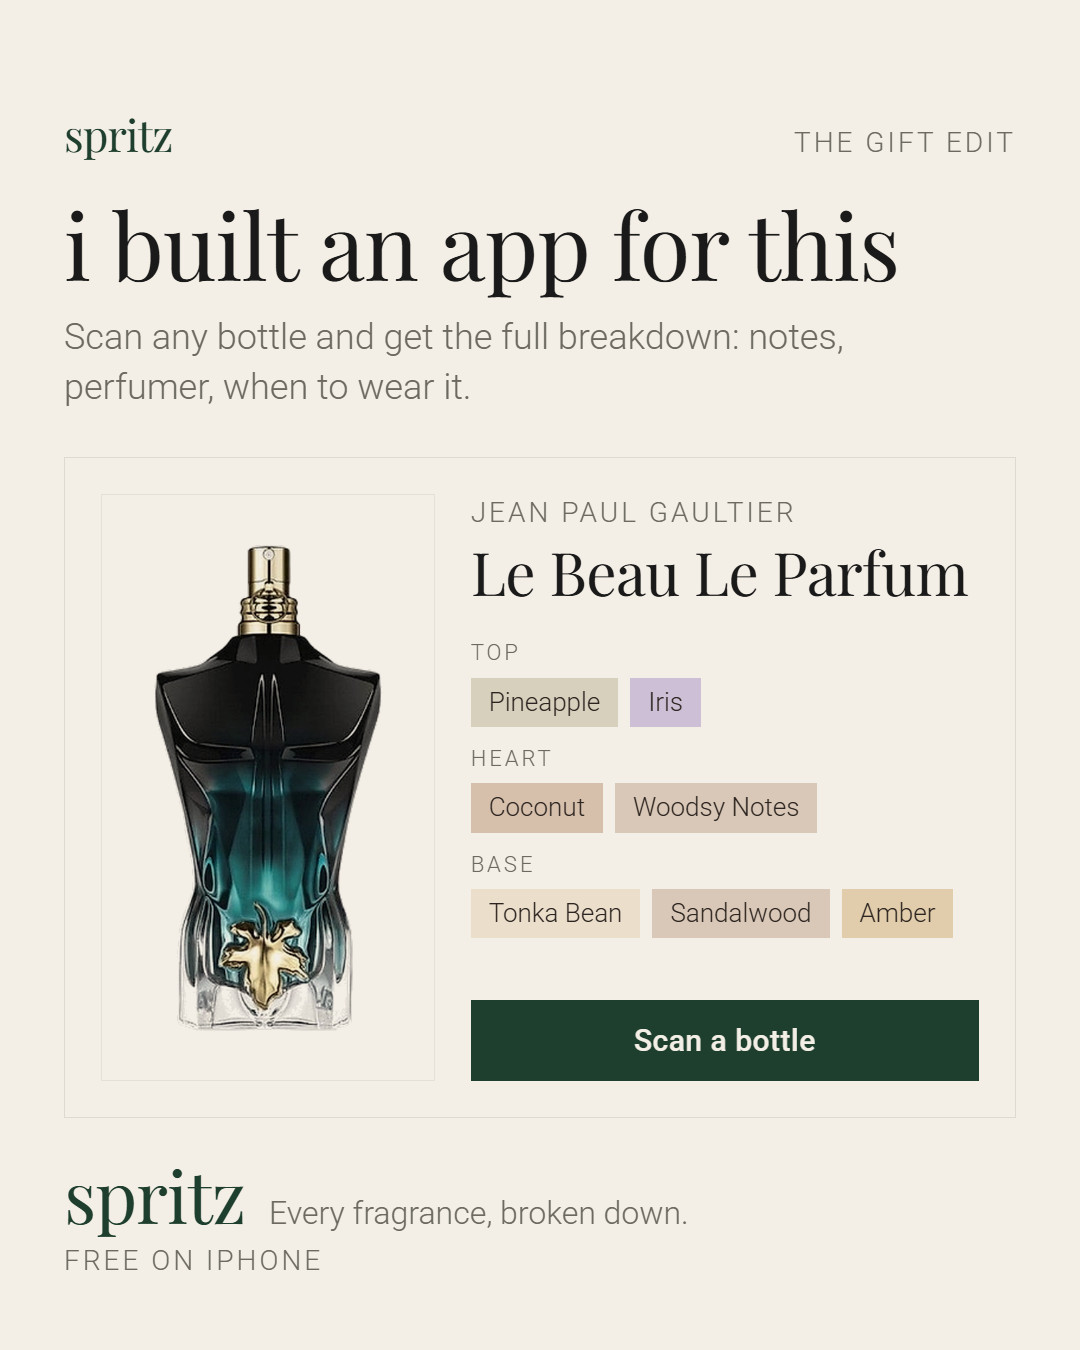 spritz
THE GIFT EDIT
i built an app for this
Scan any bottle and get the full breakdown: notes,
perfumer, when to wear it.
JEAN PAUL GAULTIER
Le Beau Le Parfum
TOP
Pineapple Iris
HEART
Coconut Woodsy Notes
BASE
Tonka Bean Sandalwood Amber
Scan a bottle
spritz Every fragrance, broken down.
FREE ON IPHONE